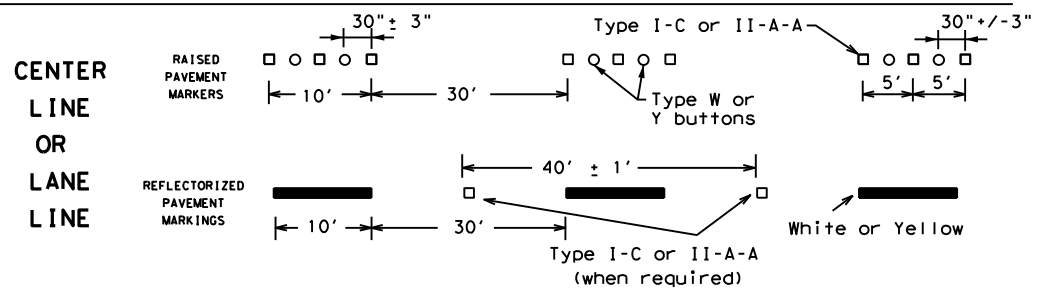 CENTER
LINE
OR
LANE
LINE
RAISED
PAVEMENT
MARKERS
30"± 3"
10'
30'
Type I-C or II-A-A
Type W or
Y buttons
30"+/-3"
5'
5'
REFLECTORIZED
PAVEMENT
MARKINGS
40' ± 1'
10'
30'
Type I-C or II-A-A
(when required)
White or Yellow